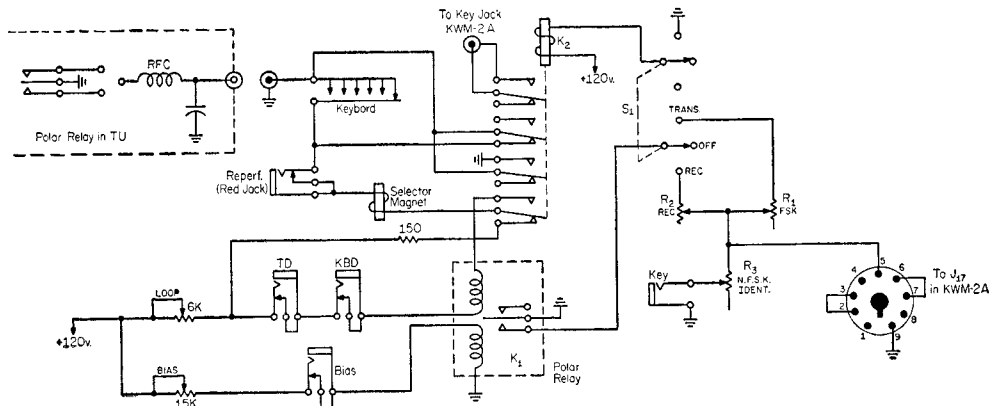 To Key Jack
KWM-2A
K2
+120v.
RFC
Polar Relay in TU
Keybord
S1
TRANS.
OFF
REC
Reperf.
(Red Jack)
Selector
Magnet
R2
REC
R1
FSK
150
TD
KBD
LOOP
6K
+120v.
BIAS
15K
Bias
K1
Polar
Relay
Key
R3
N.F.S.K.
IDENT.
1
2
3
4
5
6
7
8
9
To J17
in KWM-2A